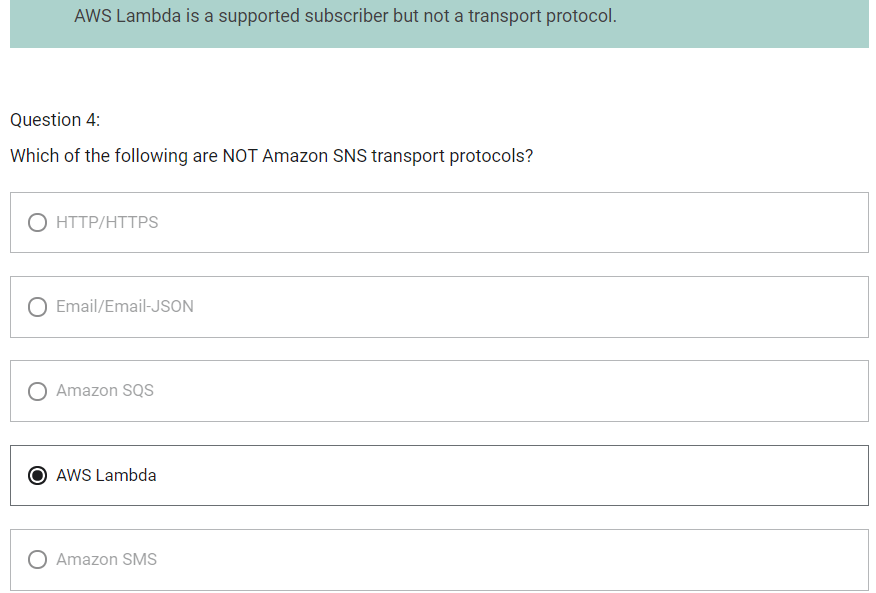 AWS Lambda is a supported subscriber but not a transport protocol.
Question 4:
Which of the following are NOT Amazon SNS transport protocols?
HTTP/HTTPS
Email/Email-JSON
Amazon SQS
AWS Lambda
Amazon SMS